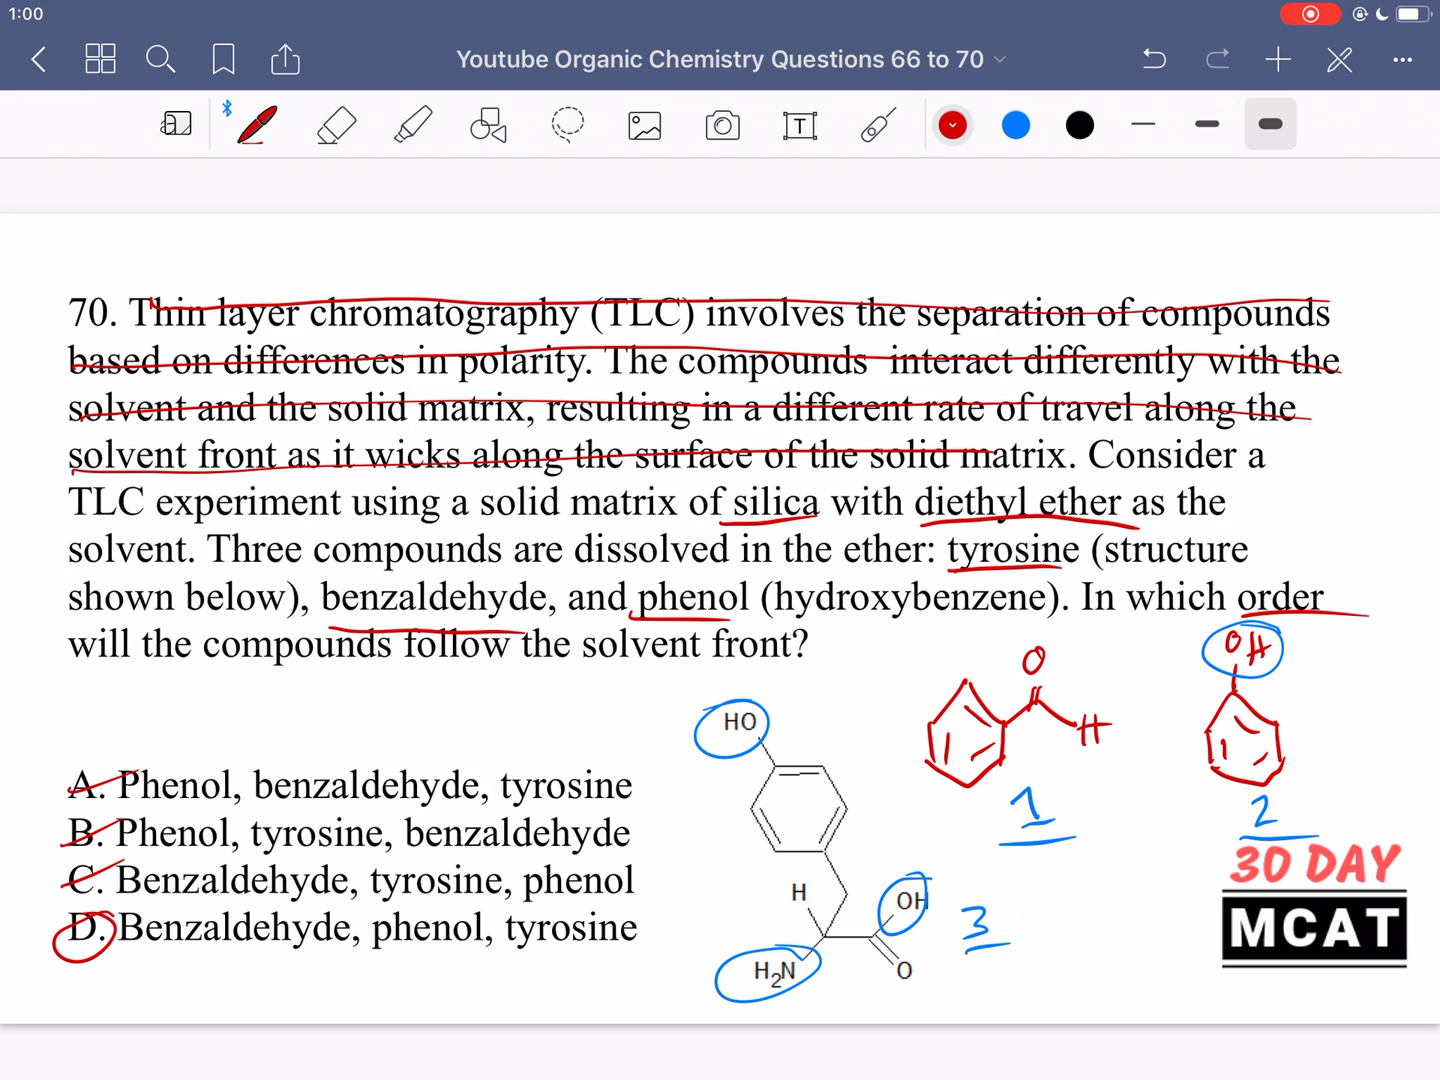 1:00
Youtube Organic Chemistry Questions 66 to 70
a
T
70. Thin layer chromatography (TLC) involves the separation of compounds
based on differences in polarity. The compounds interact differently with the
solvent and the solid matrix, resulting in a different rate of travel along the
solvent front as it wicks along the surface of the solid matrix. Consider a
TLC experiment using a solid matrix of silica with diethyl ether as the
solvent. Three compounds are dissolved in the ether: tyrosine (structure
shown below), benzaldehyde, and phenol (hydroxybenzene). In which order
will the compounds follow the solvent front?
OH
O
H
HO
1
2
A. Phenol, benzaldehyde, tyrosine
B. Phenol, tyrosine, benzaldehyde
C. Benzaldehyde, tyrosine, phenol
D. Benzaldehyde, phenol, tyrosine
H
OH
3
H2N
O
30 DAY
MCAT